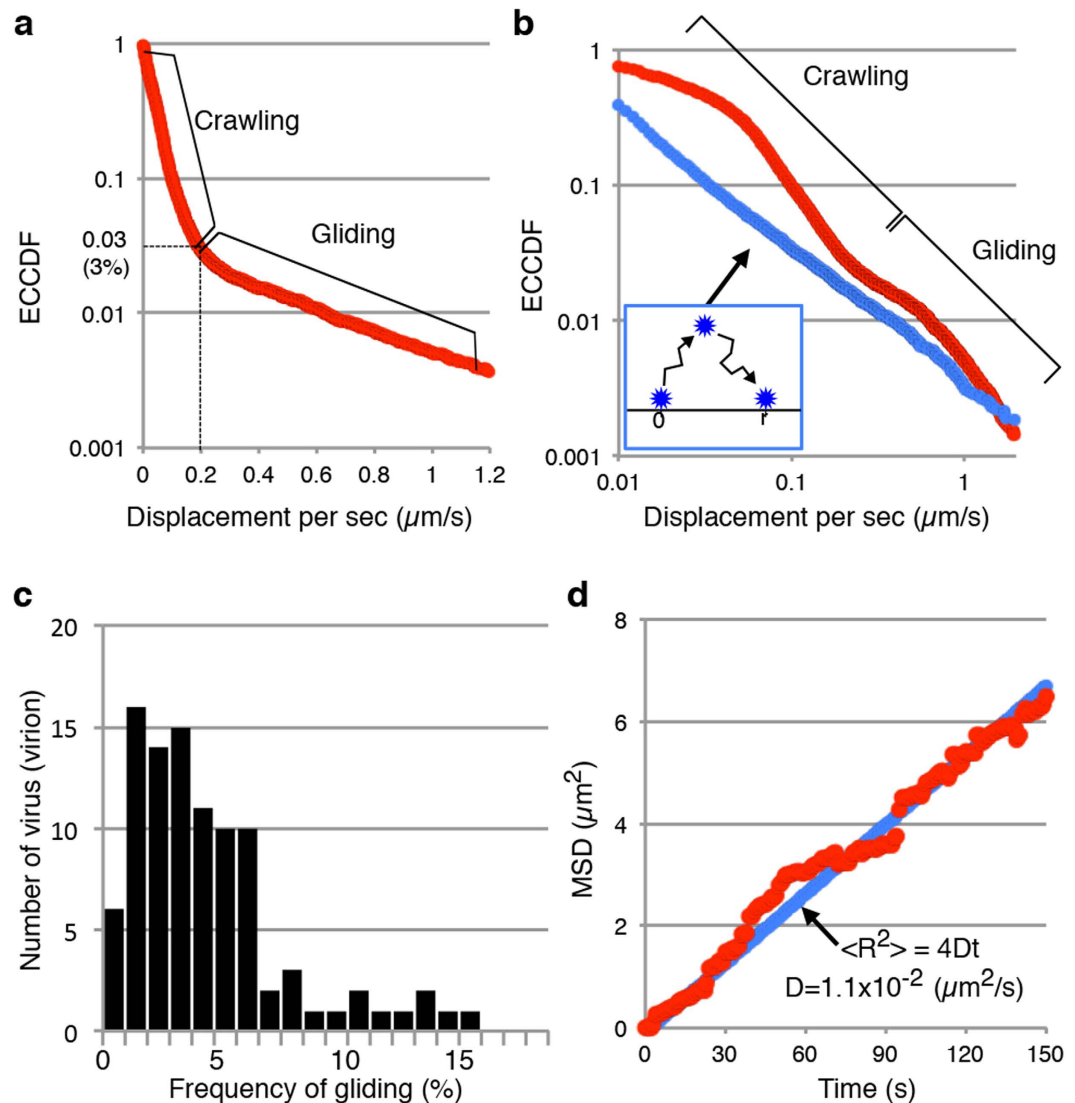 a
1
Crawling
0.1
Gliding
0.03
(3%)
0.01
0.001
ECCDF
0 0.2 0.4 0.6 0.8 1 1.2
Displacement per sec (µm/s)
b
1
Crawling
0.1
Gliding
0.01
0 r
0.001
ECCDF
0.01 0.1 1
Displacement per sec (µm/s)
c
20
15
10
5
0
Number of virus (virion)
0 5 10 15
Frequency of gliding (%)
d
8
6
4
2
0
MSD (µm²)
<R²> = 4Dt
D=1.1x10⁻² (µm²/s)
0 30 60 90 120 150
Time (s)